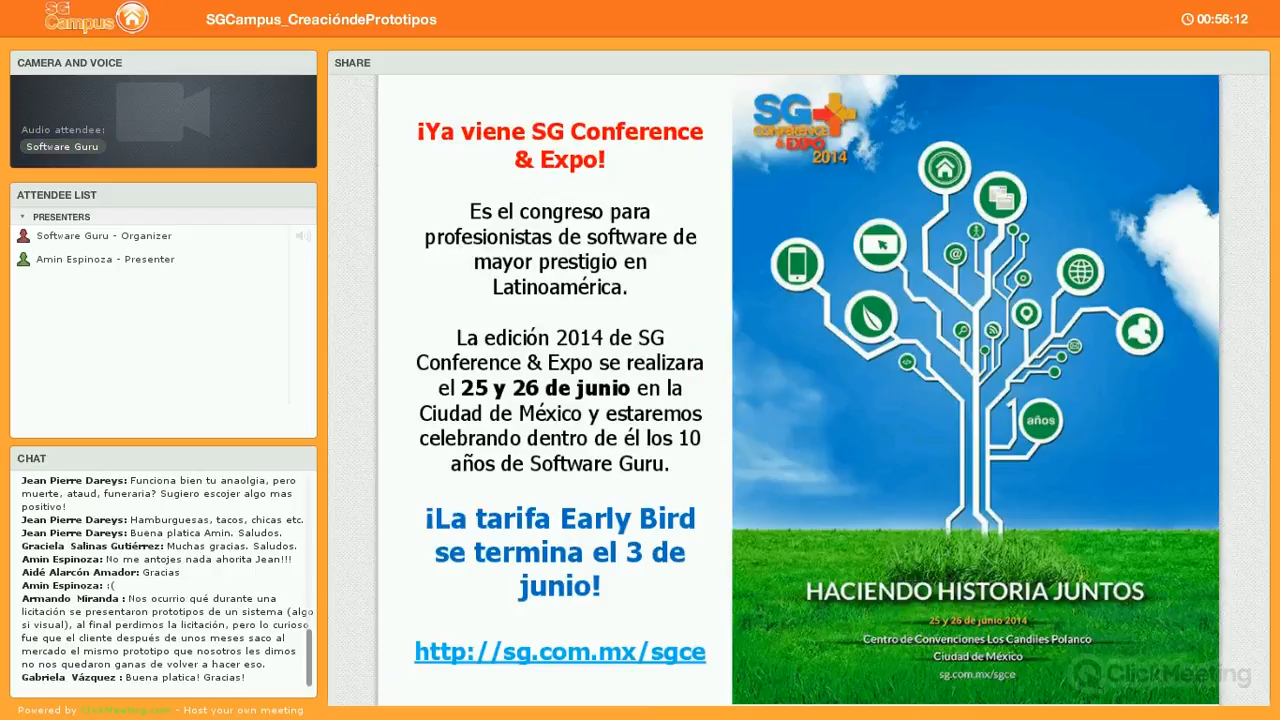 SG
Campus
SGCampus_CreacióndePrototipos
00:56:12
CAMERA AND VOICE
Audio attendee:
Software Guru
ATTENDEE LIST
PRESENTERS
Software Guru - Organizer
Amin Espinoza - Presenter
CHAT
Jean Pierre Dareys: Funciona bien tu anaolgia, pero
muerte, ataud, funeraria? Sugiero escojer algo mas
positivo!
Jean Pierre Dareys: Hamburguesas, tacos, chicas etc.
Jean Pierre Dareys: Buena platica Amin. Saludos.
Graciela Salinas Gutiérrez: Muchas gracias. Saludos.
Amin Espinoza: No me antojes nada ahorita Jean!!!
Aidé Alarcón Amador: Gracias
Amin Espinoza: :(
Armando Miranda : Nos ocurrio qué durante una
licitación se presentaron prototipos de un sistema (algo
si visual), al final perdimos la licitación, pero lo curioso
fue que el cliente después de unos meses saco al
mercado el mismo prototipo que nosotros les dimos
no nos quedaron ganas de volver a hacer eso.
Gabriela Vázquez : Buena platica! Gracias!
Powered by ClickMeeting.com - Host your own meeting
SHARE
¡Ya viene SG Conference
& Expo!
Es el congreso para
profesionistas de software de
mayor prestigio en
Latinoamérica.
La edición 2014 de SG
Conference & Expo se realizara
el 25 y 26 de junio en la
Ciudad de México y estaremos
celebrando dentro de él los 10
años de Software Guru.
¡La tarifa Early Bird
se termina el 3 de
junio!
http://sg.com.mx/sgce
SG
CONFERENCE
& EXPO
2014
@
10 años
HACIENDO HISTORIA JUNTOS
25 y 26 de junio 2014
Centro de Convenciones Los Candiles Polanco
Ciudad de México
sg.com.mx/sgce
ClickMeeting